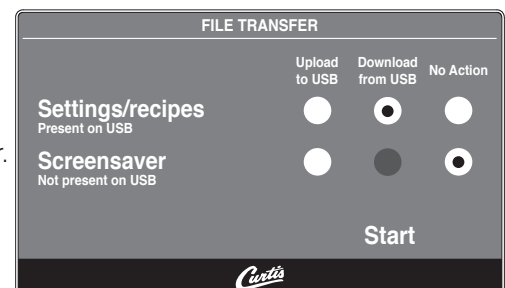 FILE TRANSFER
Upload to USB
Download from USB
No Action
Settings/recipes
Present on USB
r.
Screensaver
Not present on USB
Start
Curtis